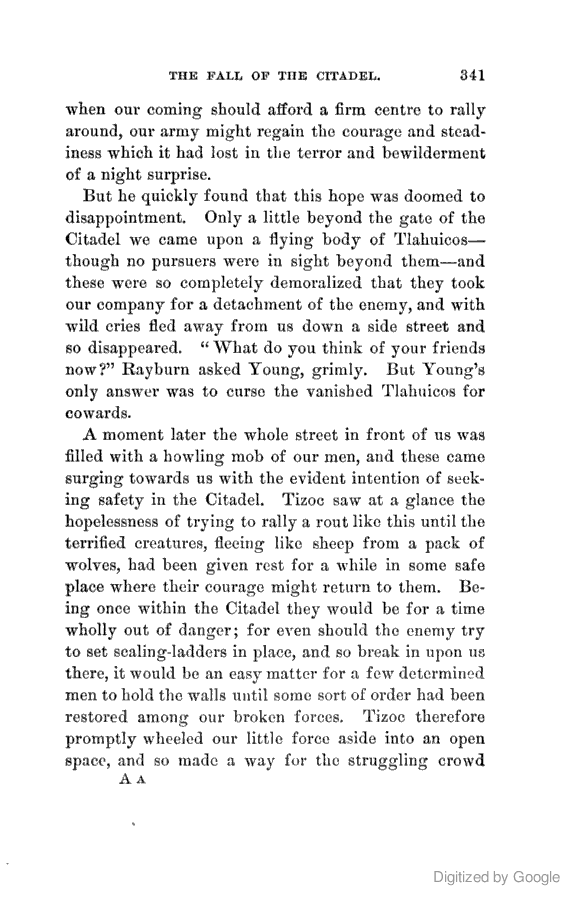 THE FALL OF THE CITADEL. 341
when our coming should afford a firm centre to rally
around, our army might regain the courage and stead-
iness which it had lost in the terror and bewilderment
of a night surprise.
But he quickly found that this hope was doomed to
disappointment. Only a little beyond the gate of the
Citadel we came upon a flying body of Tlahuicos—
though no pursuers were in sight beyond them—and
these were so completely demoralized that they took
our company for a detachment of the enemy, and with
wild cries fled away from us down a side street and
so disappeared. “What do you think of your friends
now?” Rayburn asked Young, grimly. But Young’s
only answer was to curse the vanished Tlahuicos for
cowards.
A moment later the whole street in front of us was
filled with a howling mob of our men, and these came
surging towards us with the evident intention of seek-
ing safety in the Citadel. Tizoc saw at a glance the
hopelessness of trying to rally a rout like this until the
terrified creatures, fleeing like sheep from a pack of
wolves, had been given rest for a while in some safe
place where their courage might return to them. Be-
ing once within the Citadel they would be for a time
wholly out of danger; for even should the enemy try
to set scaling-ladders in place, and so break in upon us
there, it would be an easy matter for a few determined
men to hold the walls until some sort of order had been
restored among our broken forces. Tizoc therefore
promptly wheeled our little force aside into an open
space, and so made a way for the struggling crowd
A A
Digitized by Google